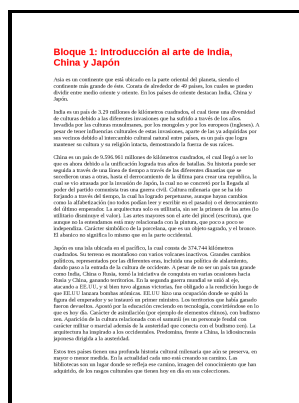 Bloque 1: Introducción al arte de India,
China y Japón
Asia es un continente que está ubicado en la parte oriental del planeta, siendo el
continente más grande de éste. Consta de alrededor de 49 países, los cuales se pueden
dividir entre medio oriente y oriente. En los países de oriente destacan India, China y
Japón.
India es un país de 3.29 millones de kilómetros cuadrados, el cual tiene una diversidad
de culturas debido a las diferentes invasiones que ha sufrido a través de los años.
Invadida por las culturas musulmanas, por los mongoles y por los europeos (ingleses). A
pesar de tener influencias de estas invasiones, aparte de las ya adquiridas por
sus vecinos debido al intercambio cultural natural entre países, es un país que logra
mantener su cultura y su religión intacta, demostrando la fuerza de sus raíces.
China es un país de 9.596.961 de kilómetros cuadrados, el cual llegó a ser lo
que es ahora debido a la unificación lograda tras años de batallas. Su historia puede ser
seguida a través de una línea de tiempo a través de las diferentes dinastías que se
sucedieron unas a otras, hasta el derrocamiento de la última para crear una república, la
cual se vio atrasada por la invasión de Japón, la cual no se concretó por la llegada al
poder del partido comunista tras una guerra civil. Cultura milenaria que se ha ido
forjando a través del tiempo, la cual ha logrado perpetuarse, aunque hayan cambios
como la alfabetización (no todos podían leer y escribir en el pasado) o el derrocamiento
del último emperador. La arquitectura solo es utilitaria, sin ser la primera de las artes (lo
utilitario disminuye el valor). Las artes mayores son el arte del pincel (escritura), que
aunque no la entendamos está muy relacionada con la pintura, que poco a poco se
independiza. Carácter simbólico de la porcelana, que es un objeto sagrado, y el bronce.
El abanico no significa lo mismo que en la parte occidental.
Japón es una isla ubicada en el pacífico, la cual consta de 374.744 kilómetros
cuadrados. Su terreno es montañoso con varios volcanes inactivos. Grandes cambios
políticos, representados por las diferentes eras, incluida una política de aislamiento,
dando paso a la entrada de la cultura de occidente. A pesar de no ser un país tan grande
como India, China o Rusia, tomó la iniciativa de conquista en varias ocasiones hacia
Rusia y China, ganando territorios. En la segunda guerra mundial se unió al eje,
atacando a EE.UU, y si bien tuvo algunas victorias, fue obligado a la rendición luego de
que EEUU lanzara bombas atómicas. EE.UU hizo una ocupación donde se quitó la
figura del emperador y se instauró un primer ministro. Los territorios que había ganado
fueron devueltos. Apostó por la educación creciendo en tecnología, convirtiéndose en lo
que es hoy día. Carácter de asimilación (por ejemplo de elementos chinos), con budismo
zen. Aparición de la cultura relacionada con el samurái (es un personaje feudal con
carácter militar o marcial además de la austeridad que conecta con el budismo zen). La
arquitectura ha inspirado a los occidentales. Predomina, frente a China, la idiosincrasia
japonesa dirigida a la austeridad.
Estos tres países tienen una profunda historia cultural milenaria que aún se preserva, en
mayor o menor medida. En la actualidad cada uno está creando su camino. Las
bibliotecas son un lugar donde se refleja ese camino, imagen del conocimiento que han
adquirido, de los rasgos culturales que tienen hoy en día en sus colecciones.